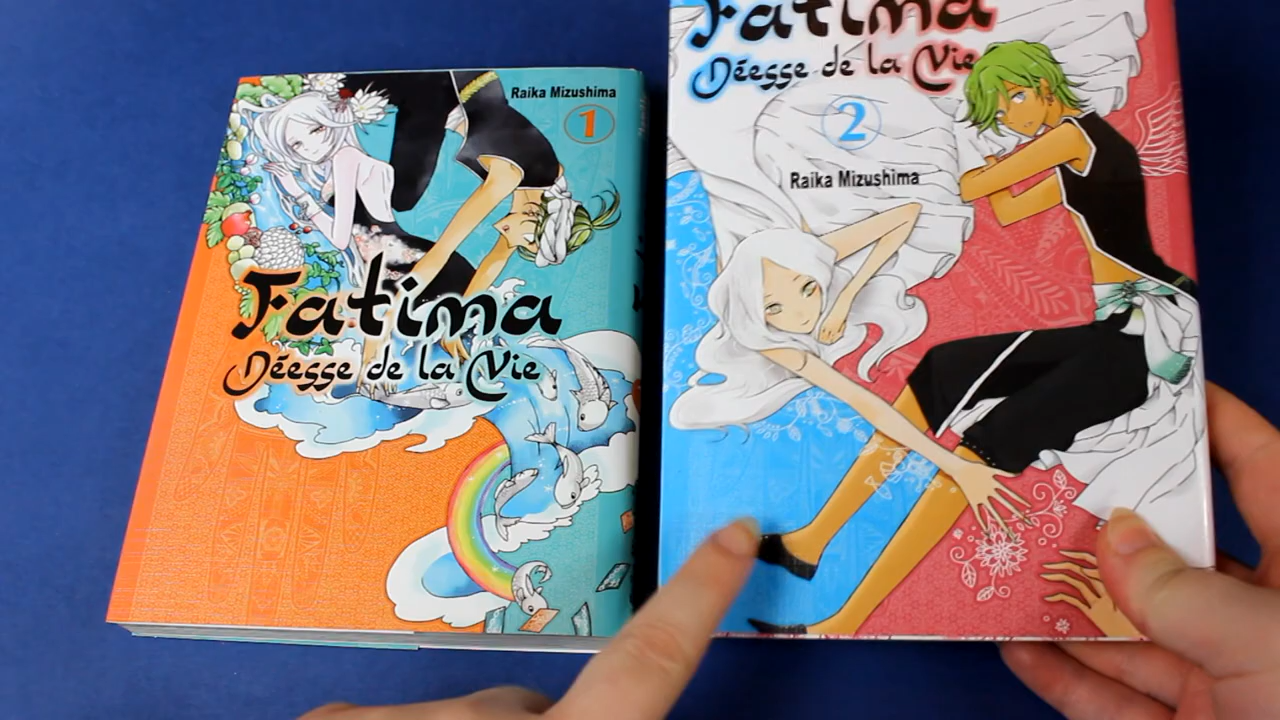 Raika Mizushima
1
Fatima
Déesse de la Vie
Fatima
Déesse de la Vie
2
Raika Mizushima